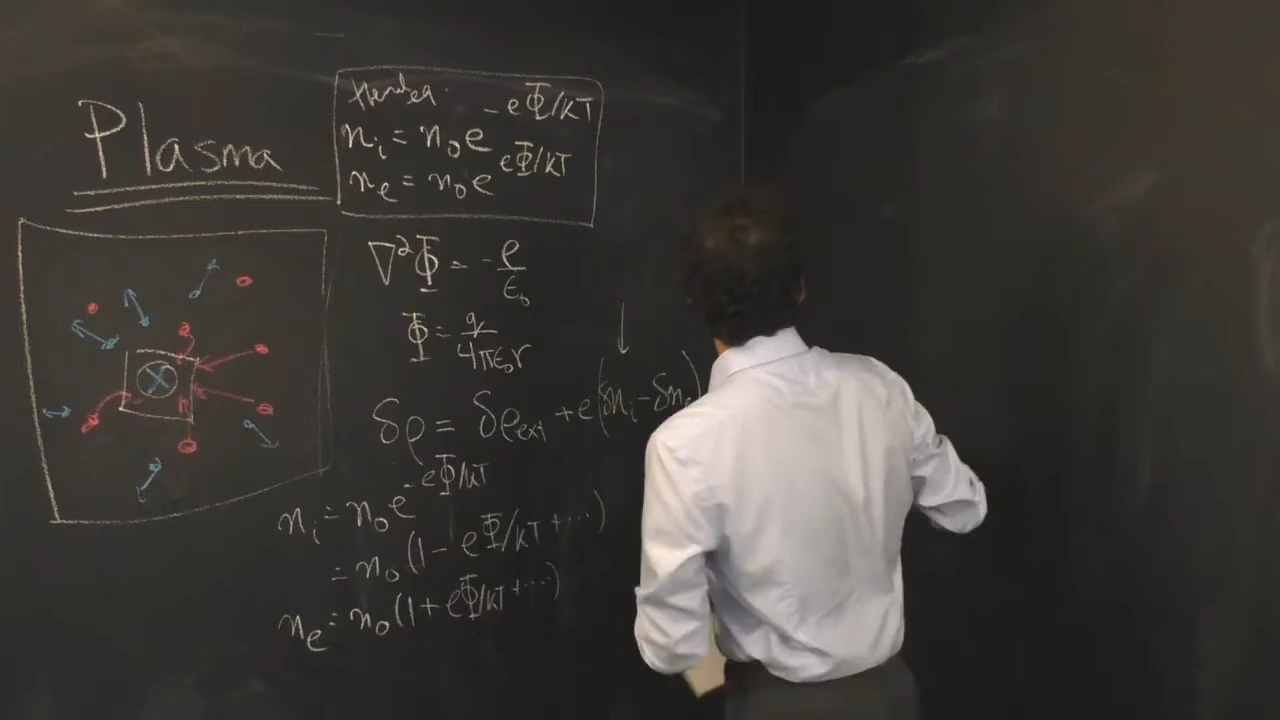 Plasma
n_i = n_0 e^{-eΦ/kT}
n_e = n_0 e^{eΦ/kT}
∇²Φ = -ρ/ε_0
Φ = q/4πε_0r
δρ = δρ_ext + e(δn_i - δn_e)
n_i = n_0 e^{-eΦ/kT}
= n_0 (1 - eΦ/kT + ...)
n_e = n_0 (1 + eΦ/kT + ...)